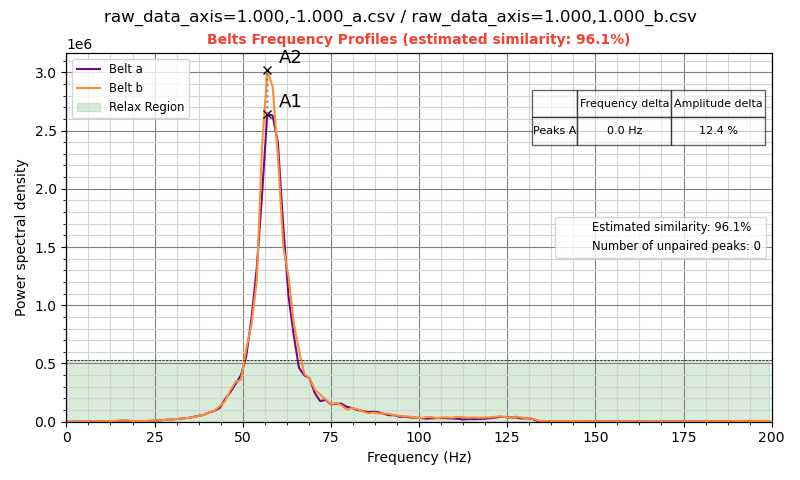 raw_data_axis=1.000,-1.000_a.csv / raw_data_axis=1.000,1.000_b.csv
Belts Frequency Profiles (estimated similarity: 96.1%)
1e6
A2
A1
Belt a
Belt b
Relax Region
Frequency delta Amplitude delta
Peaks A 0.0 Hz 12.4 %
Estimated similarity: 96.1%
Number of unpaired peaks: 0
Power spectral density
3.0
2.5
2.0
1.5
1.0
0.5
0.0
0 25 50 75 100 125 150 175 200
Frequency (Hz)